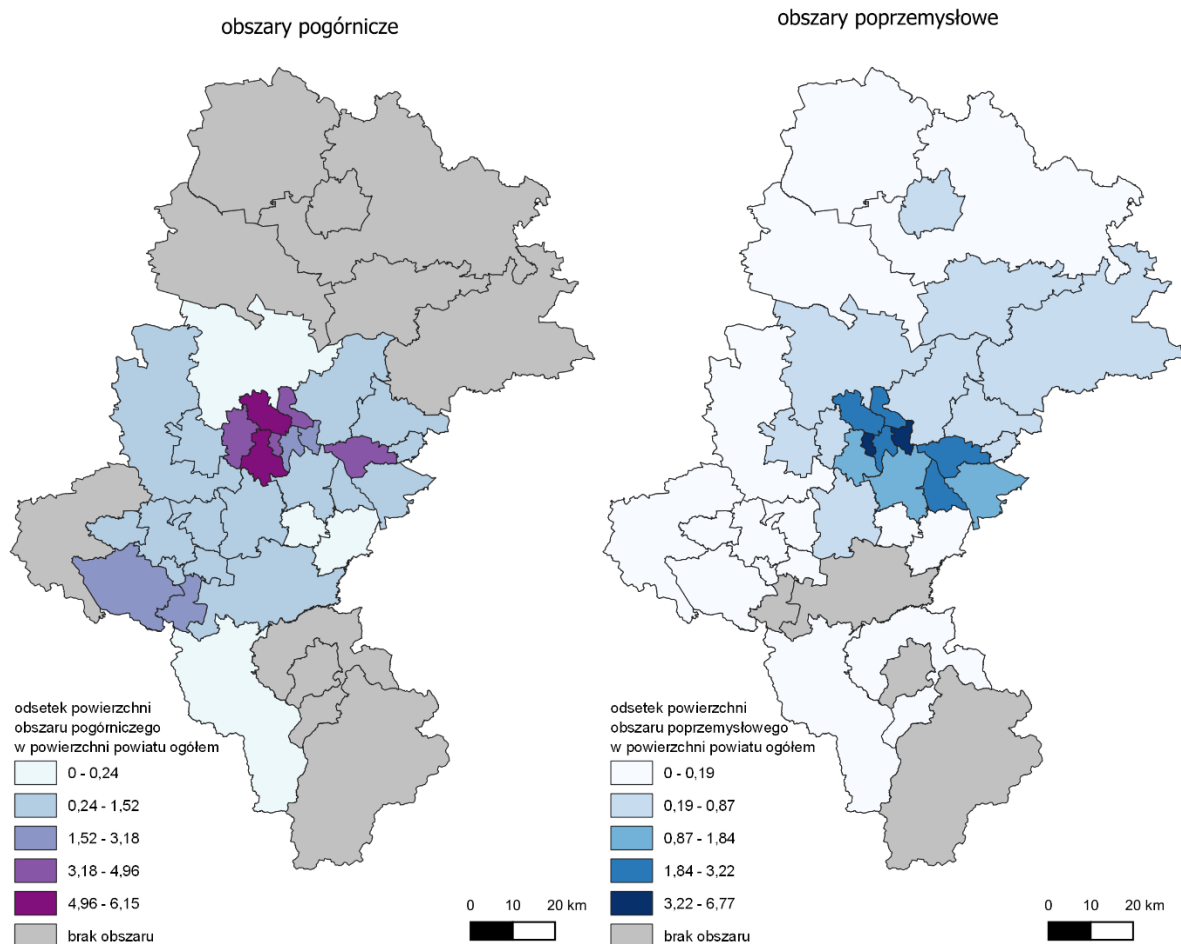 obszary pogórnicze
odsetek powierzchni
obszaru pogórniczego
w powierzchni powiatu ogółem
0 - 0,24
0,24 - 1,52
1,52 - 3,18
3,18 - 4,96
4,96 - 6,15
brak obszaru
0 10 20 km
obszary poprzemysłowe
odsetek powierzchni
obszaru poprzemysłowego
w powierzchni powiatu ogółem
0 - 0,19
0,19 - 0,87
0,87 - 1,84
1,84 - 3,22
3,22 - 6,77
brak obszaru
0 10 20 km